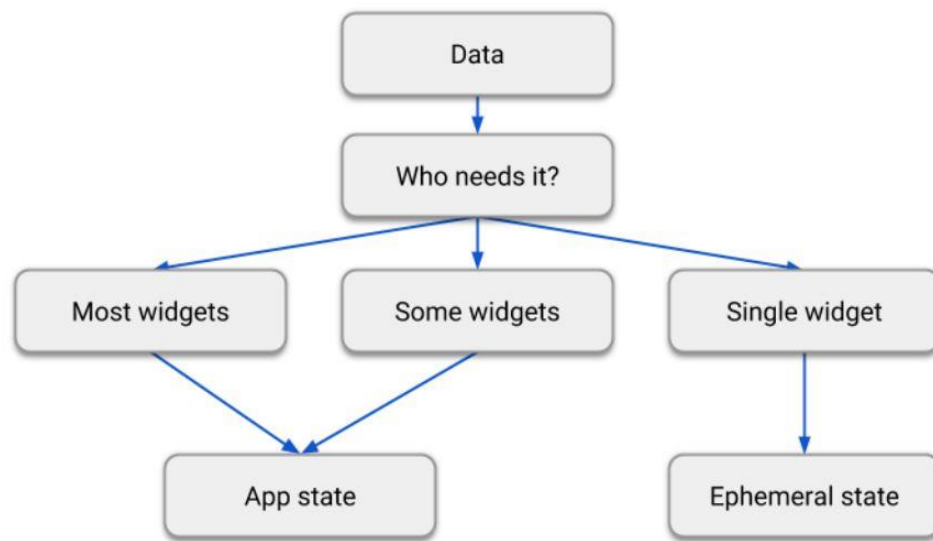 Data
Who needs it?
Most widgets
Some widgets
Single widget
App state
Ephemeral state